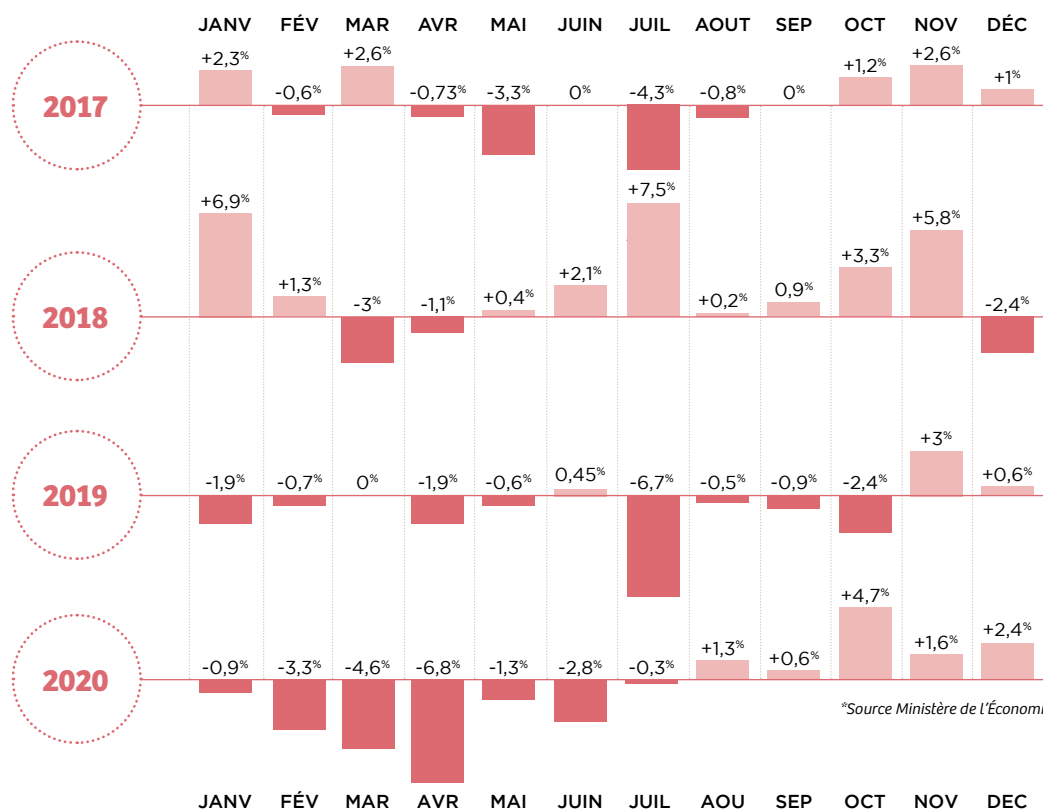 JANV FÉV MAR AVR MAI JUIN JUIL AOUT SEP OCT NOV DÉC
2017 +2,3% -0,6% +2,6% -0,73% -3,3% 0% -4,3% -0,8% 0% +1,2% +2,6% +1%
2018 +6,9% +1,3% -3% -1,1% +0,4% +2,1% +7,5% +0,2% 0,9% +3,3% +5,8% -2,4%
2019 -1,9% -0,7% 0% -1,9% -0,6% 0,45% -6,7% -0,5% -0,9% -2,4% +3% +0,6%
2020 -0,9% -3,3% -4,6% -6,8% -1,3% -2,8% -0,3% +1,3% +0,6% +4,7% +1,6% +2,4%
*Source Ministère de l'Économi
JANV FÉV MAR AVR MAI JUIN JUIL AOU SEP OCT NOV DEC